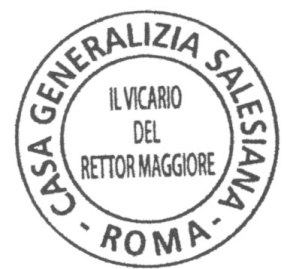 CASA GENERALIZIA SALESIANA
- ROMA -
IL VICARIO
DEL
RETTOR MAGGIORE